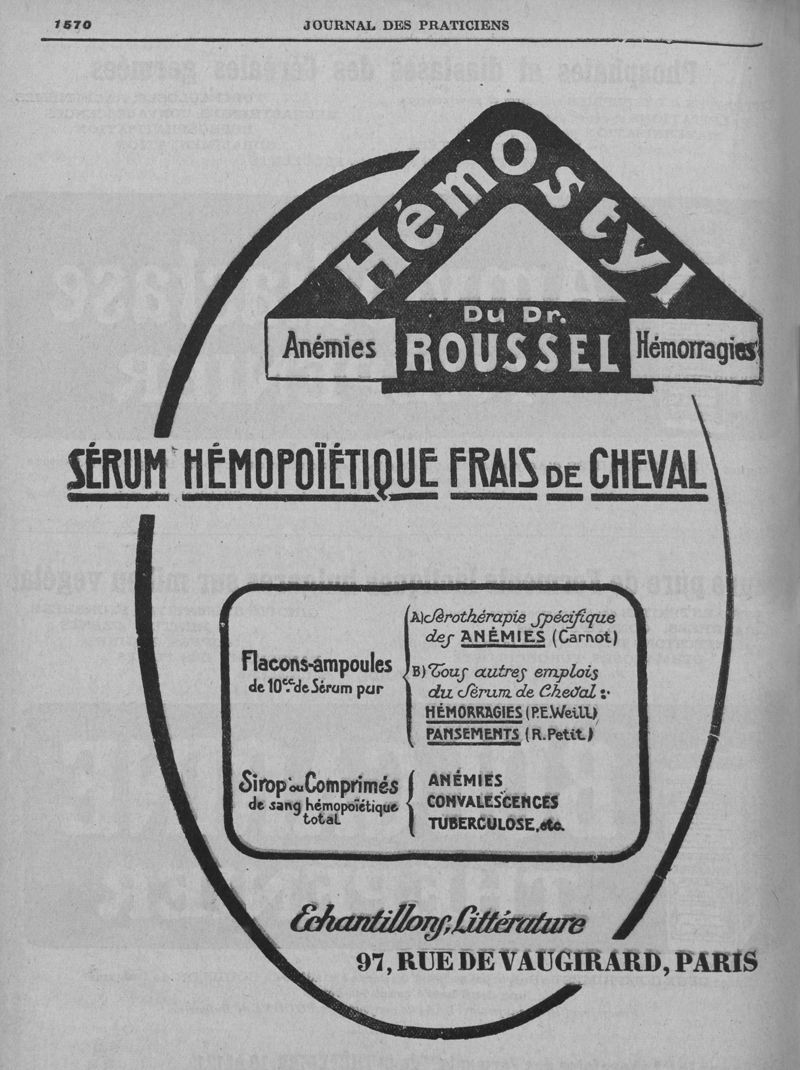 1570
JOURNAL DES PRATICIENS
HémOstyl
Du Dr.
ROUSSEL
Anémies
Hémorragies
SÉRUM HÉMOPOÏÉTIQUE FRAIS DE CHEVAL
Flacons-ampoules
de 10cc. de Sérum pur
A) Sérothérapie spécifique
des ANÉMIES (Carnot)
B) Tous autres emplois
du Sérum de Cheval :
HÉMORRAGIES (P.E.Weill)
PANSEMENTS (R.Petit)
Sirop ou Comprimés
de sang hémopoïétique
total
ANÉMIES
CONVALESCENCES
TUBERCULOSE, etc.
Echantillons, Littérature
97, RUE DE VAUGIRARD, PARIS